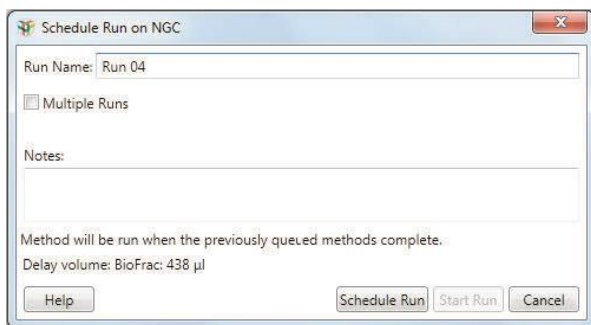 Schedule Run on NGC
Run Name: Run 04
Multiple Runs
Notes:
Method will be run when the previously queued methods complete.
Delay volume: BioFrac: 438 µl
Help Schedule Run Start Run Cancel